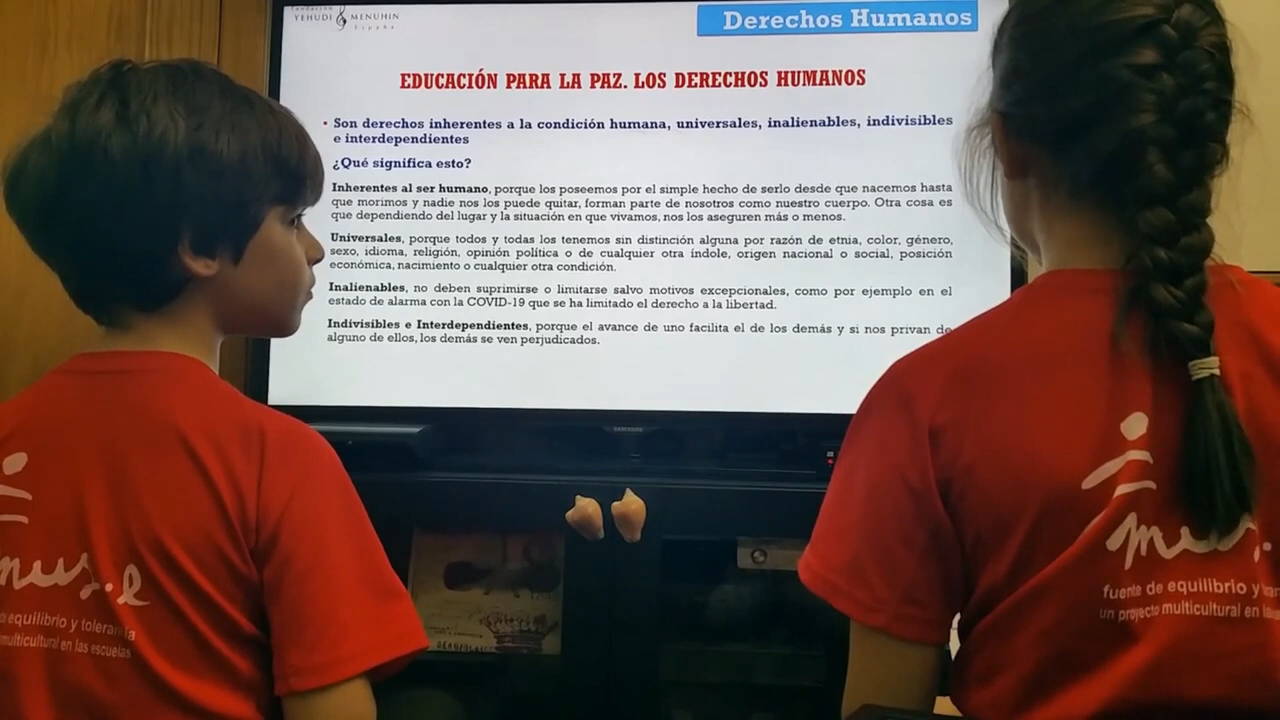 Fundación
YEHUDI MENUHIN
España
Derechos Humanos
EDUCACIÓN PARA LA PAZ. LOS DERECHOS HUMANOS
• Son derechos inherentes a la condición humana, universales, inalienables, indivisibles
e interdependientes
¿Qué significa esto?
Inherentes al ser humano, porque los poseemos por el simple hecho de serlo desde que nacemos hasta
que morimos y nadie nos los puede quitar, forman parte de nosotros como nuestro cuerpo. Otra cosa es
que dependiendo del lugar y la situación en que vivamos, nos los aseguren más o menos.
Universales, porque todos y todas los tenemos sin distinción alguna por razón de etnia, color, género,
sexo, idioma, religión, opinión política o de cualquier otra índole, origen nacional o social, posición
económica, nacimiento o cualquier otra condición.
Inalienables, no deben suprimirse o limitarse salvo motivos excepcionales, como por ejemplo en el
estado de alarma con la COVID-19 que se ha limitado el derecho a la libertad.
Indivisibles e Interdependientes, porque el avance de uno facilita el de los demás y si nos privan de
alguno de ellos, los demás se ven perjudicados.
SAMSUNG
mus.e
equilibrio y tolerancia
multicultural en las escuelas
mus.
fuente de equilibrio y
un proyecto multicultural en